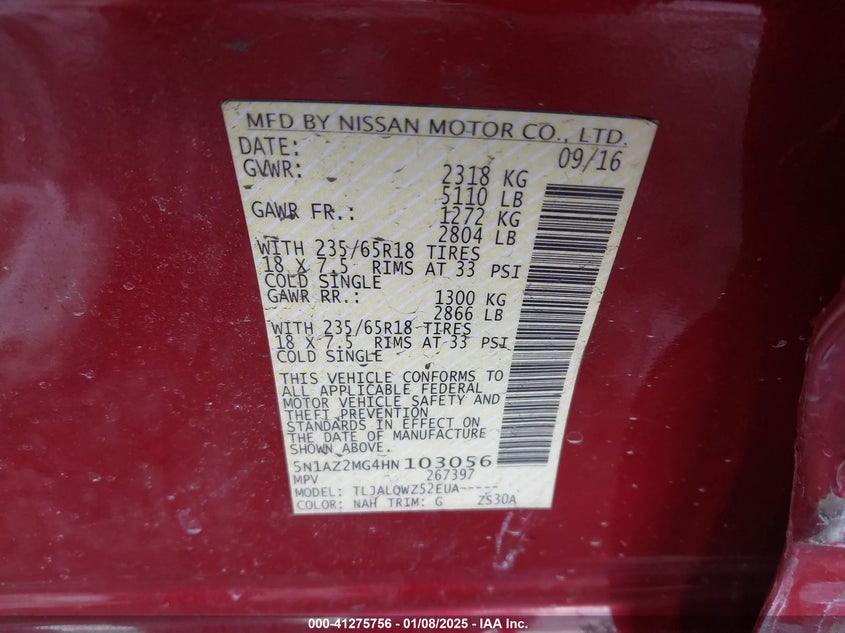 MFD BY NISSAN MOTOR CO., LTD.
DATE: 09/16
GVWR: 2318 KG
5110 LB
GAWR FR.: 1272 KG
2804 LB
WITH 235/65R18 TIRES
18 X 7.5 RIMS AT 33 PSI
COLD SINGLE
GAWR RR.: 1300 KG
2866 LB
WITH 235/65R18 TIRES
18 X 7.5 RIMS AT 33 PSI
COLD SINGLE
THIS VEHICLE CONFORMS TO
ALL APPLICABLE FEDERAL
MOTOR VEHICLE SAFETY AND
THEFT PREVENTION
STANDARDS IN EFFECT ON
THE DATE OF MANUFACTURE
SHOWN ABOVE.
5N1AZ2MG4HN103056
MPV 267397
MODEL: TLJALQWZ52EUA-----
COLOR: NAH TRIM: G ZS30A
000-41275756 - 01/08/2025 - IAA Inc.